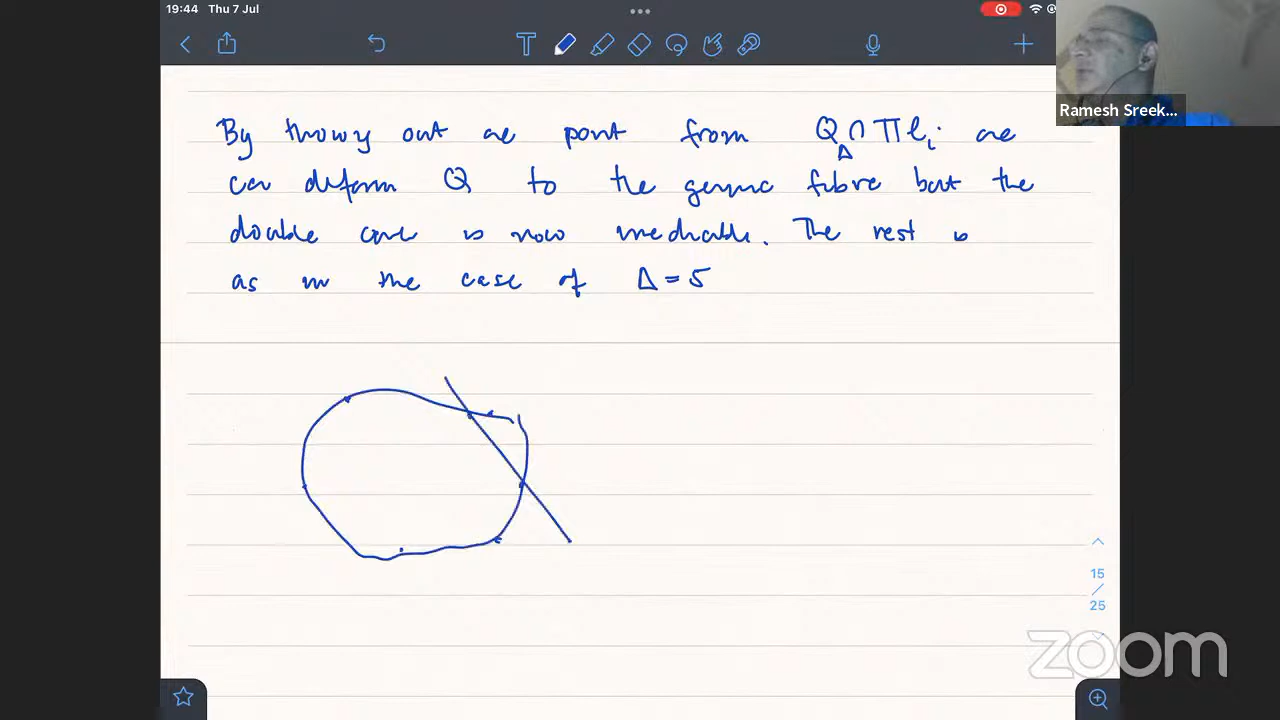 19:44 Thu 7 Jul
Ramesh Sreek...
By throwing out one point from Q_Δ ∩ Πℓ_i we
can deform Q to the generic fibre but the
double cover is now irreducible. The rest is
as in the case of Δ = 5
15
/
25
zoom